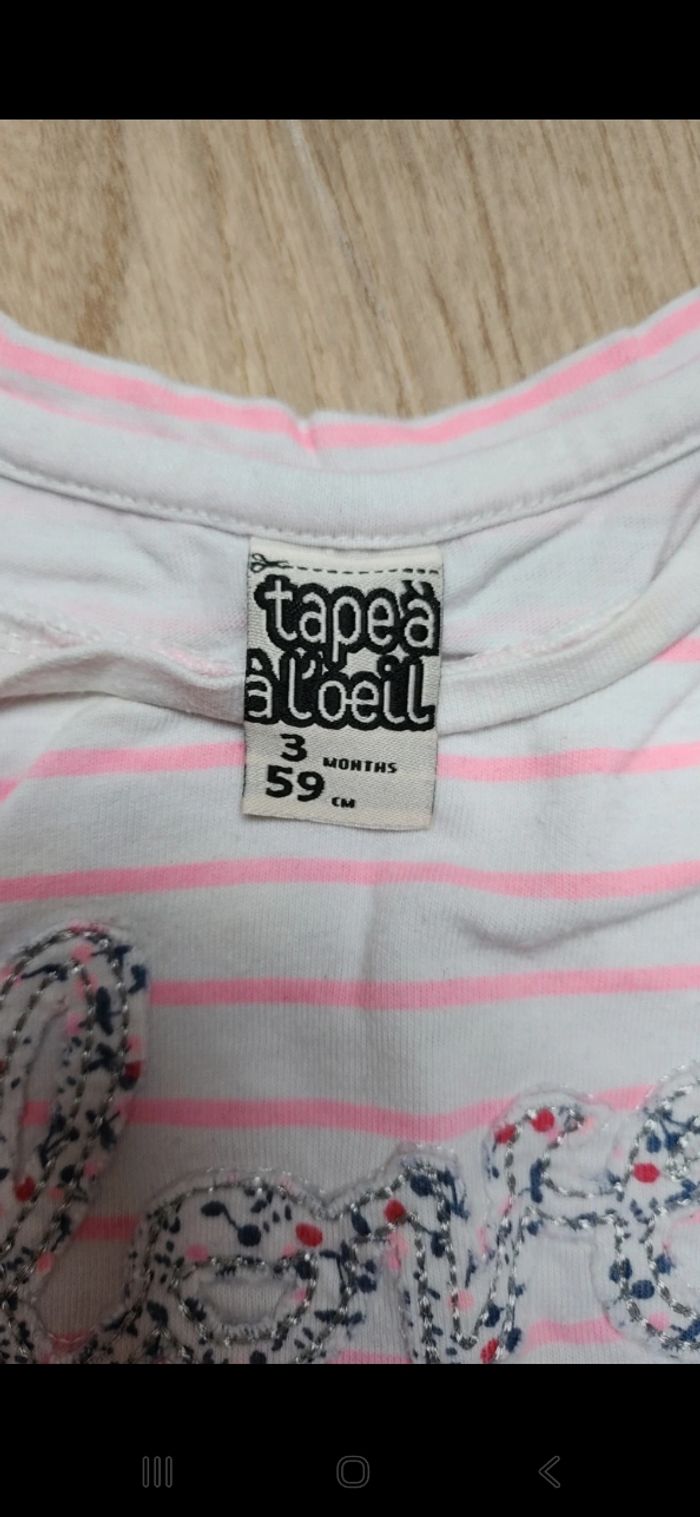 tape à
à l'oeil
3 MONTHS
59 CM